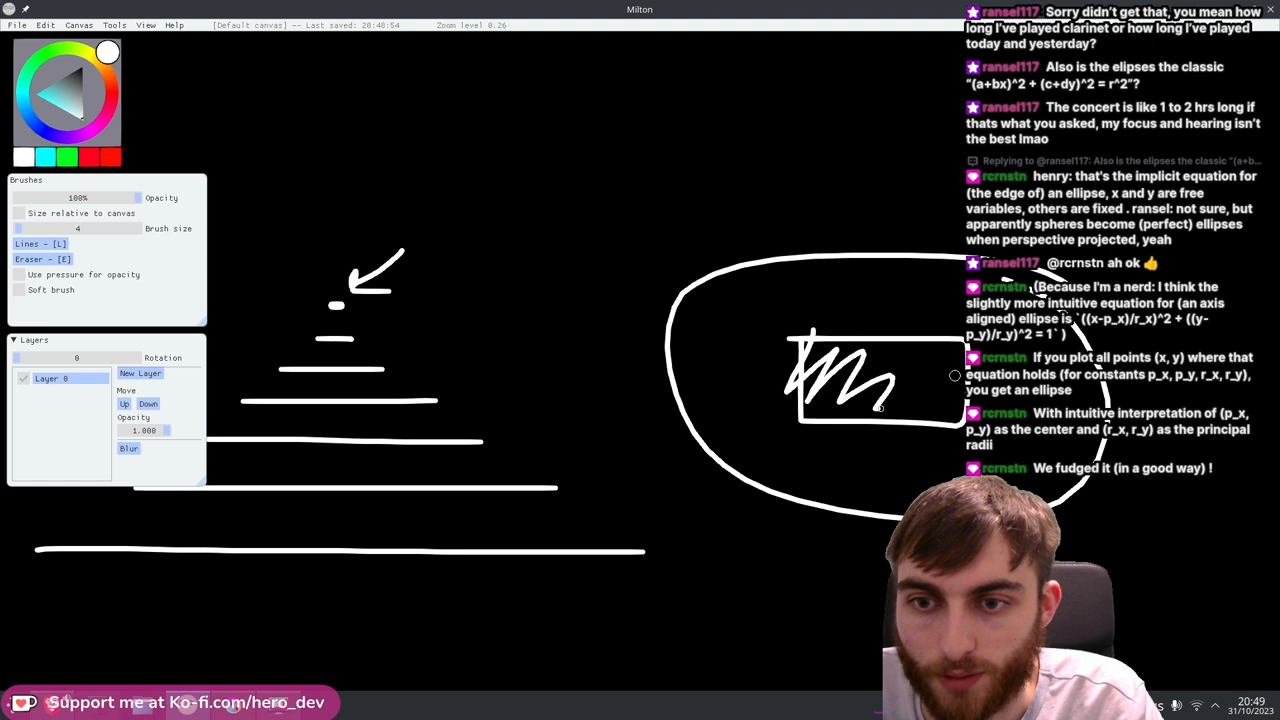 Milton
File Edit Canvas Tools View Help [Default canvas] -- Last saved: 20:48:54 Zoom level 0.26
Brushes
100% Opacity
Size relative to canvas
4 Brush size
Lines - [L]
Eraser - [E]
Use pressure for opacity
Soft brush
Layers
0 Rotation
Layer 0
New Layer
Move
Up Down
Opacity
1.000
Blur
ransel117 Sorry didn't get that, you mean how
long I've played clarinet or how long I've played
today and yesterday?
ransel117 Also is the elipses the classic
"(a+bx)^2 + (c+dy)^2 = r^2"?
ransel117 The concert is like 1 to 2 hrs long if
thats what you asked, my focus and hearing isn't
the best lmao
Replying to @ransel117: Also is the elipses the classic "(a+b...
rcrnstn henry: that's the implicit equation for
(the edge of) an ellipse, x and y are free
variables, others are fixed . ransel: not sure, but
apparently spheres become (perfect) ellipses
when perspective projected, yeah
ransel117 @rcrnstn ah ok 👍
rcrnstn (Because I'm a nerd: I think the
slightly more intuitive equation for (an axis
aligned) ellipse is `((x-p_x)/r_x)^2 + ((y-
p_y)/r_y)^2 = 1` )
rcrnstn If you plot all points (x, y) where that
equation holds (for constants p_x, p_y, r_x, r_y),
you get an ellipse
rcrnstn With intuitive interpretation of (p_x,
p_y) as the center and (r_x, r_y) as the principal
radii
rcrnstn We fudged it (in a good way) !
Support me at Ko-fi.com/hero_dev
20:49
31/10/2023